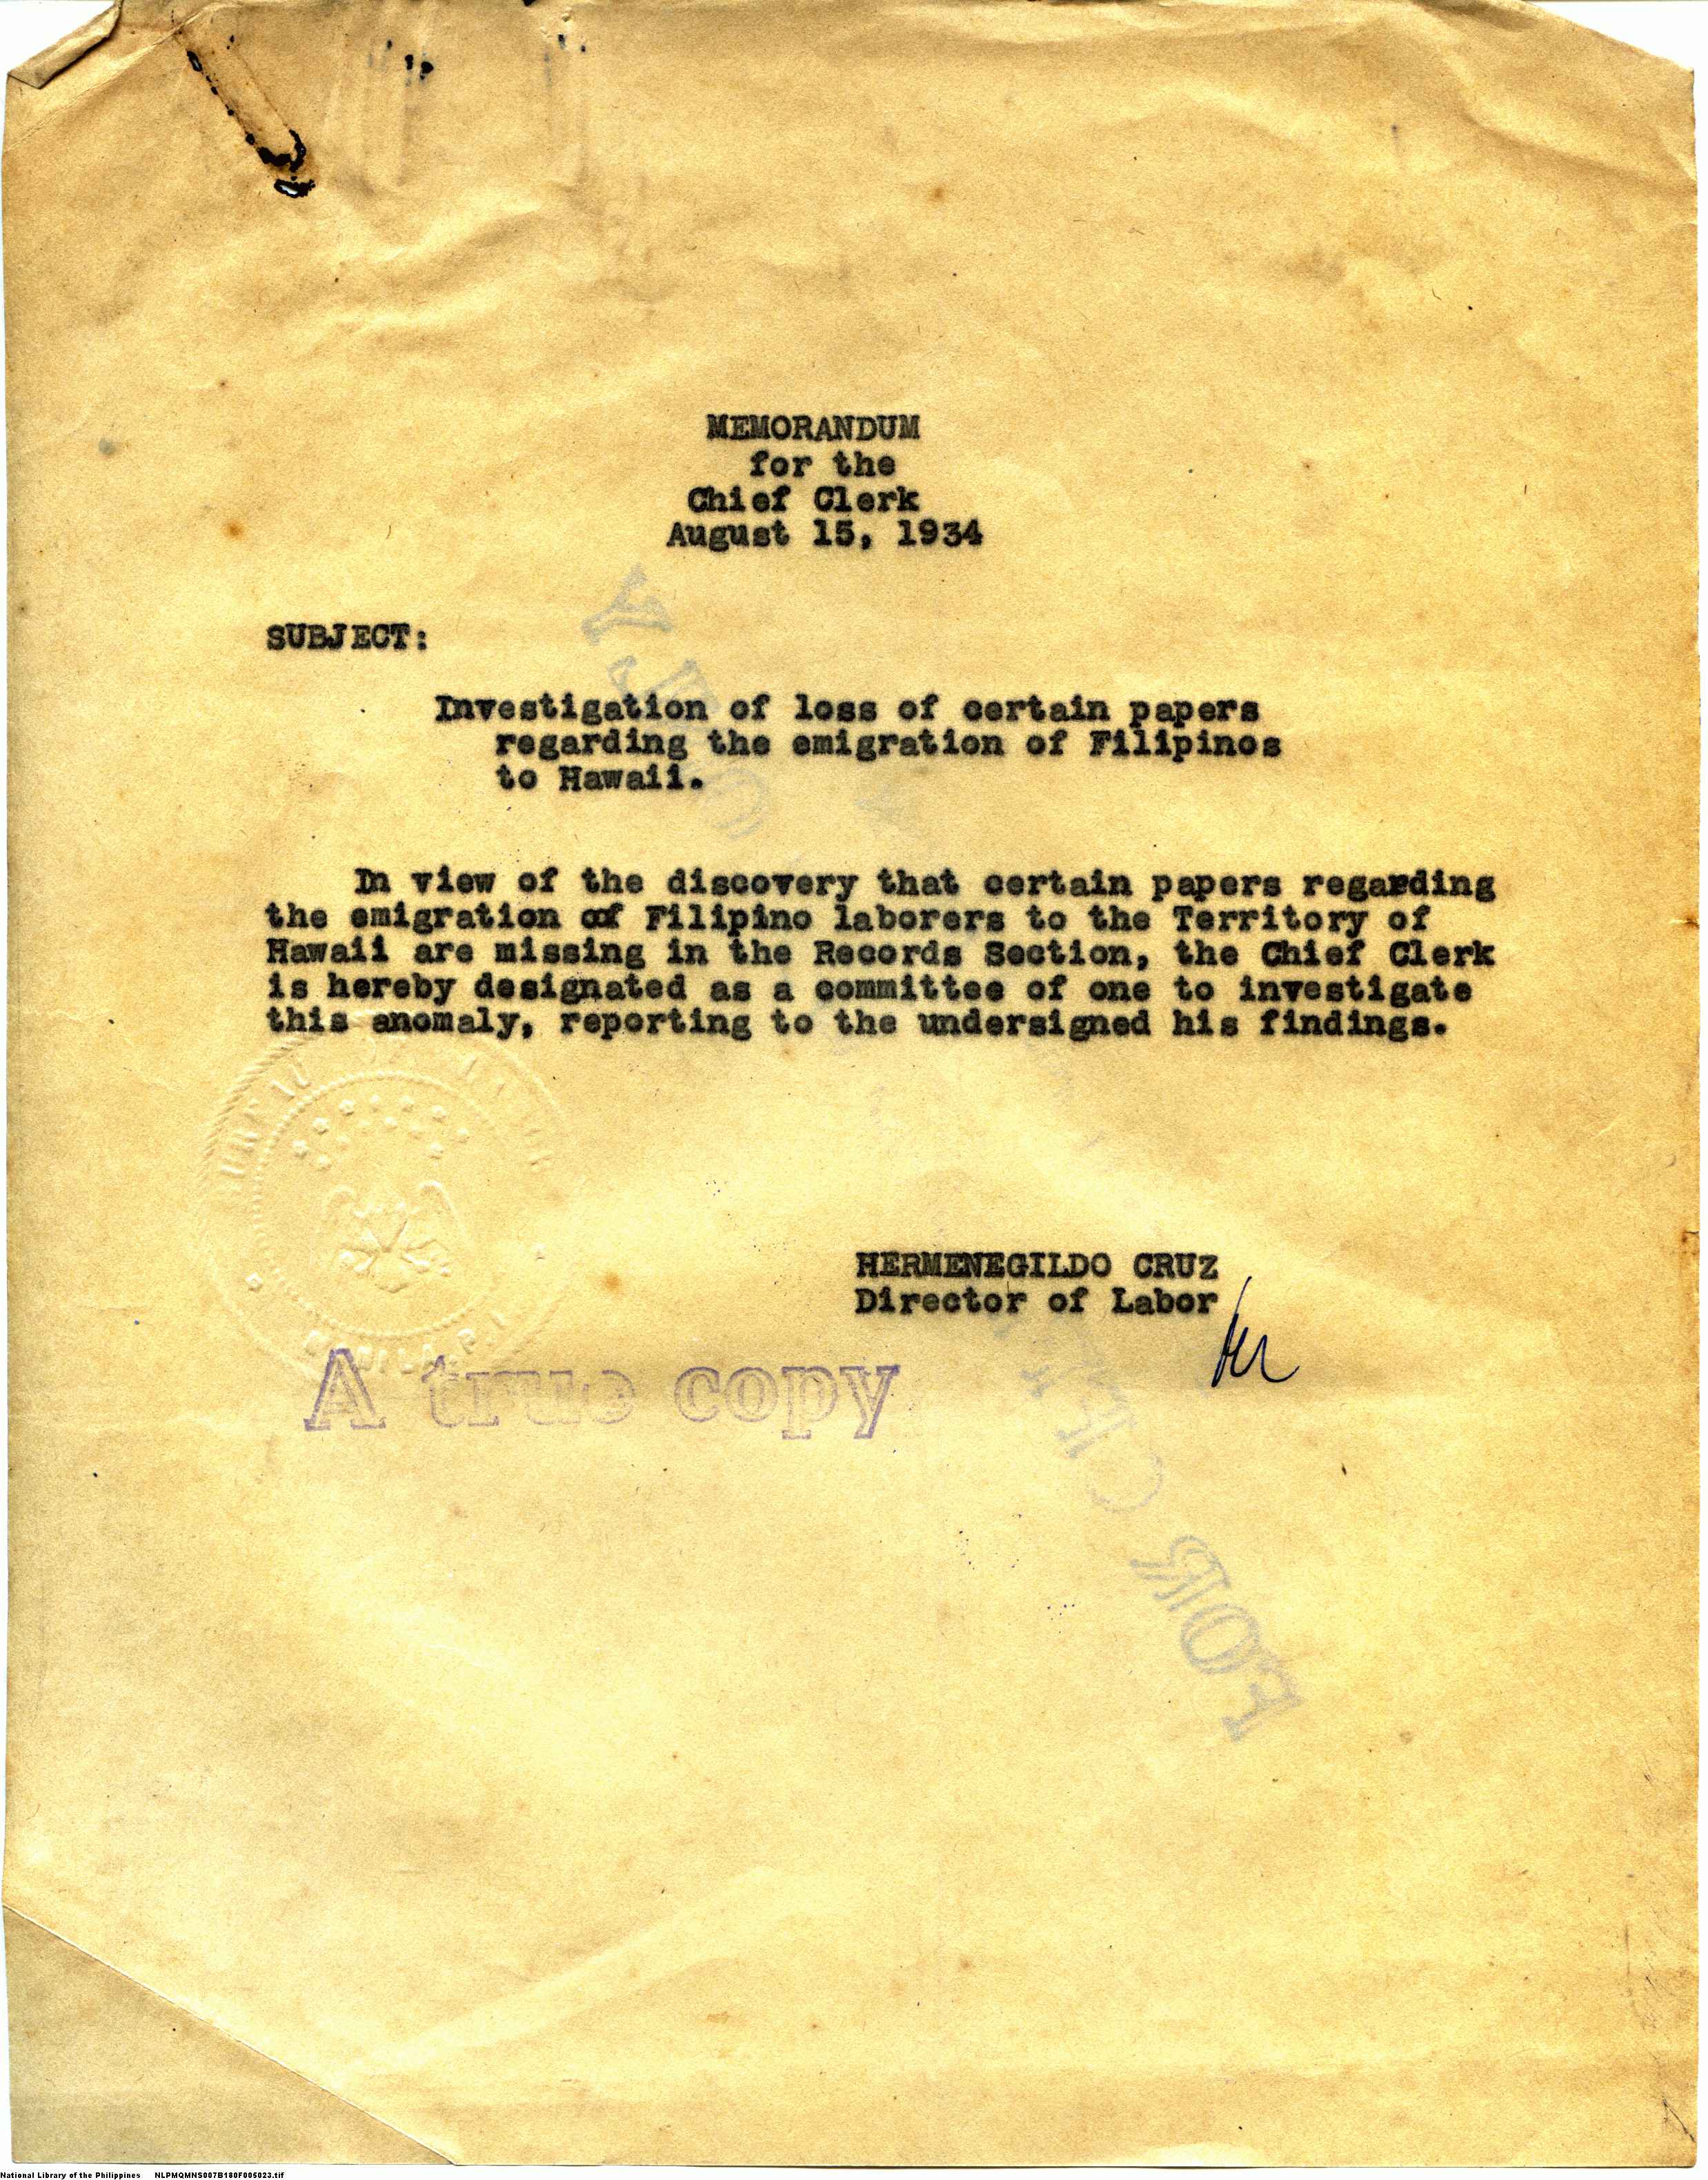 MEMORANDUM
for the
Chief Clerk
August 15, 1934
SUBJECT:
Investigation of loss of certain papers
regarding the emigration of Filipinos
to Hawaii.
In view of the discovery that certain papers regarding
the emigration of Filipino laborers to the Territory of
Hawaii are missing in the Records Section, the Chief Clerk
is hereby designated as a committee of one to investigate
this anomaly, reporting to the undersigned his findings.
HERMENEGILDO CRUZ
Director of Labor
A true copy
FOR
National Library of the Philippines NLPMQMNS007B180F005023.tif